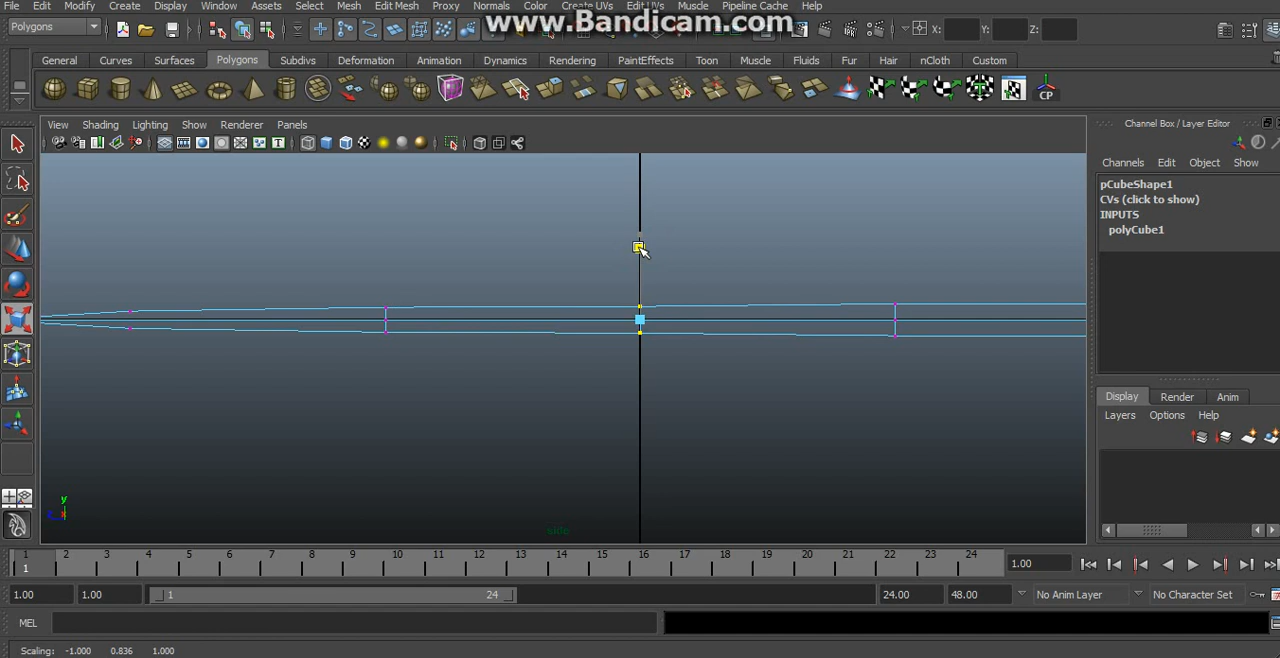 File Edit Modify Create Display Window Assets Select Mesh Edit Mesh Proxy Normals Color Create UVs Edit UVs Muscle Pipeline Cache Help
www.Bandicam.com
Polygons X: Y: Z:
General Curves Surfaces Polygons Subdivs Deformation Animation Dynamics Rendering PaintEffects Toon Muscle Fluids Fur Hair nCloth Custom
CP
View Shading Lighting Show Renderer Panels
Channel Box / Layer Editor
Channels Edit Object Show
pCubeShape1
CVs (click to show)
INPUTS
polyCube1
Display Render Anim
Layers Options Help
y
x
side
1 2 3 4 5 6 7 8 9 10 11 12 13 14 15 16 17 18 19 20 21 22 23 24
1
1.00
1.00 1.00 1 24 24.00 48.00 No Anim Layer No Character Set
MEL
Scaling: -1.000 0.836 1.000